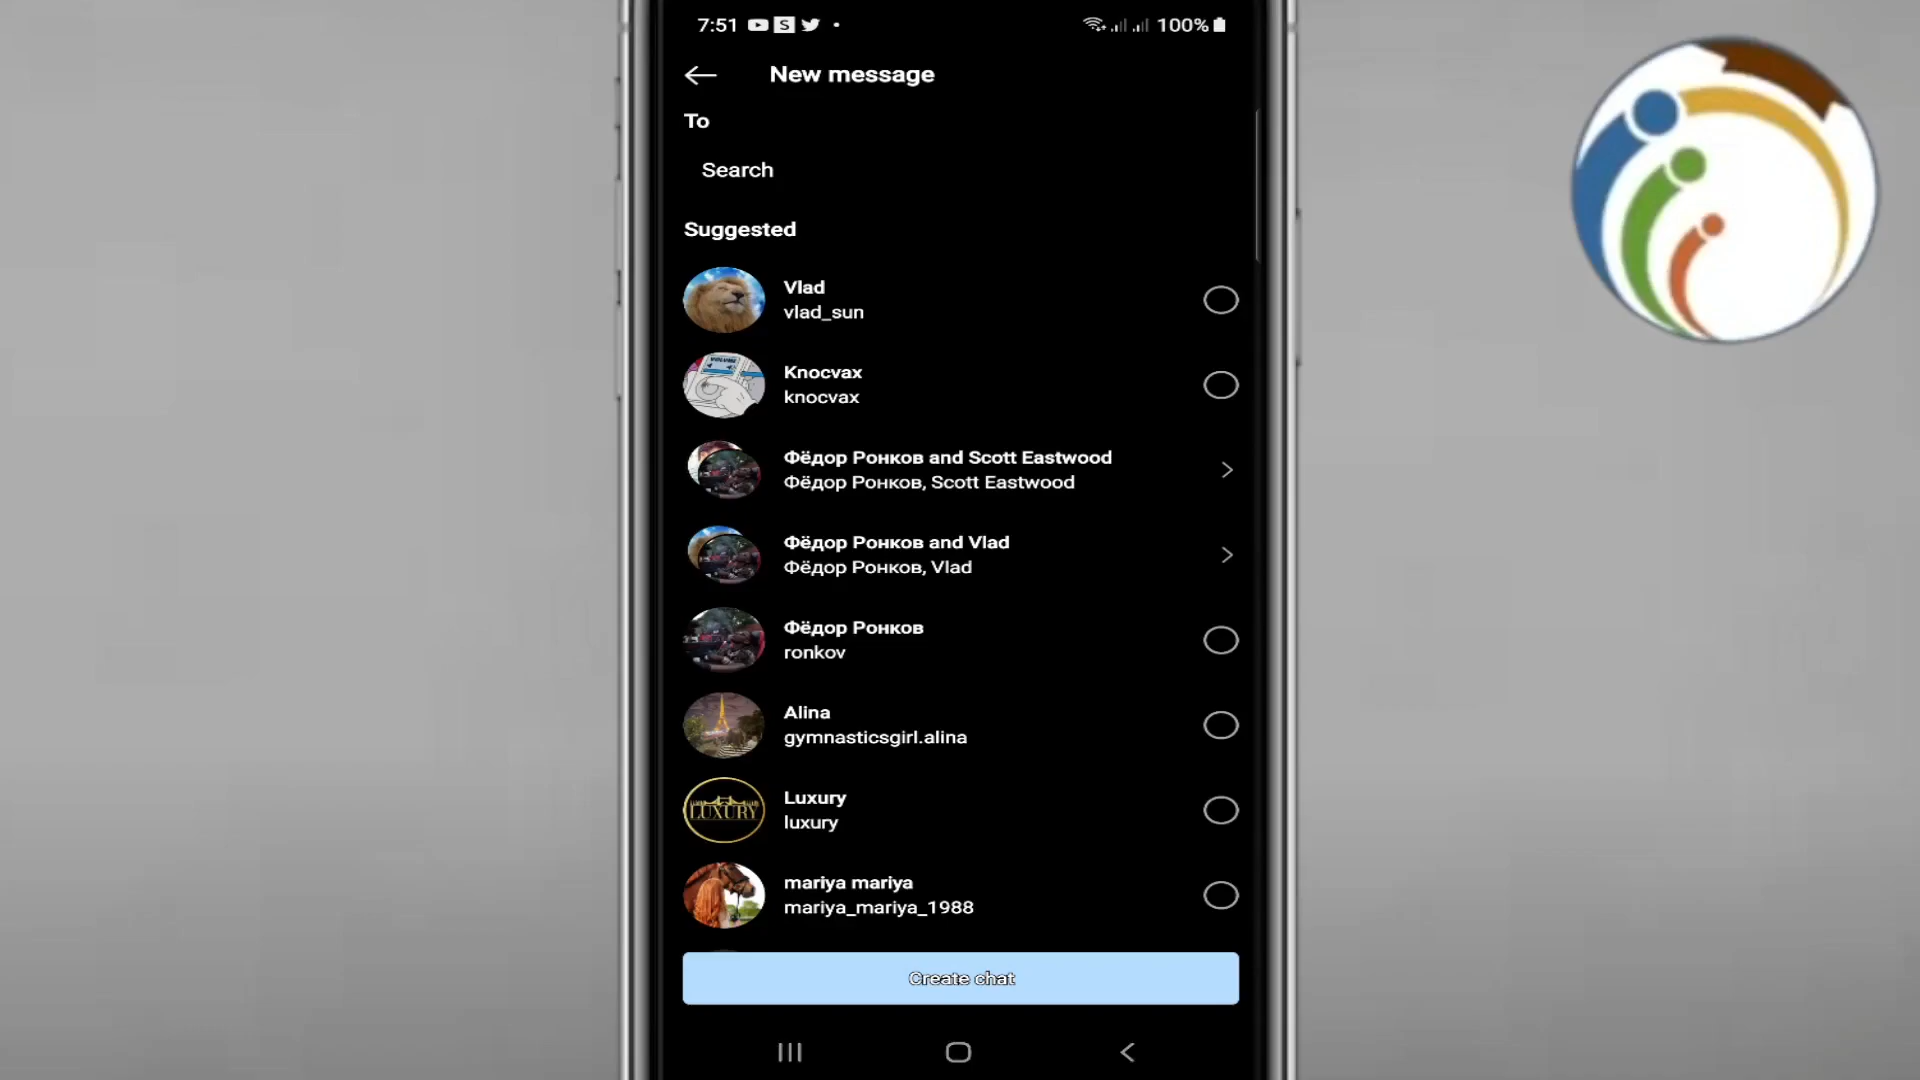 7:51 S 100%
New message
To
Search
Suggested
Vlad
vlad_sun
Knocvax
knocvax
Фёдор Ронков and Scott Eastwood
Фёдор Ронков, Scott Eastwood
Фёдор Ронков and Vlad
Фёдор Ронков, Vlad
Фёдор Ронков
ronkov
Alina
gymnasticsgirl.alina
LUXURY
Luxury
luxury
mariya mariya
mariya_mariya_1988
Create chat